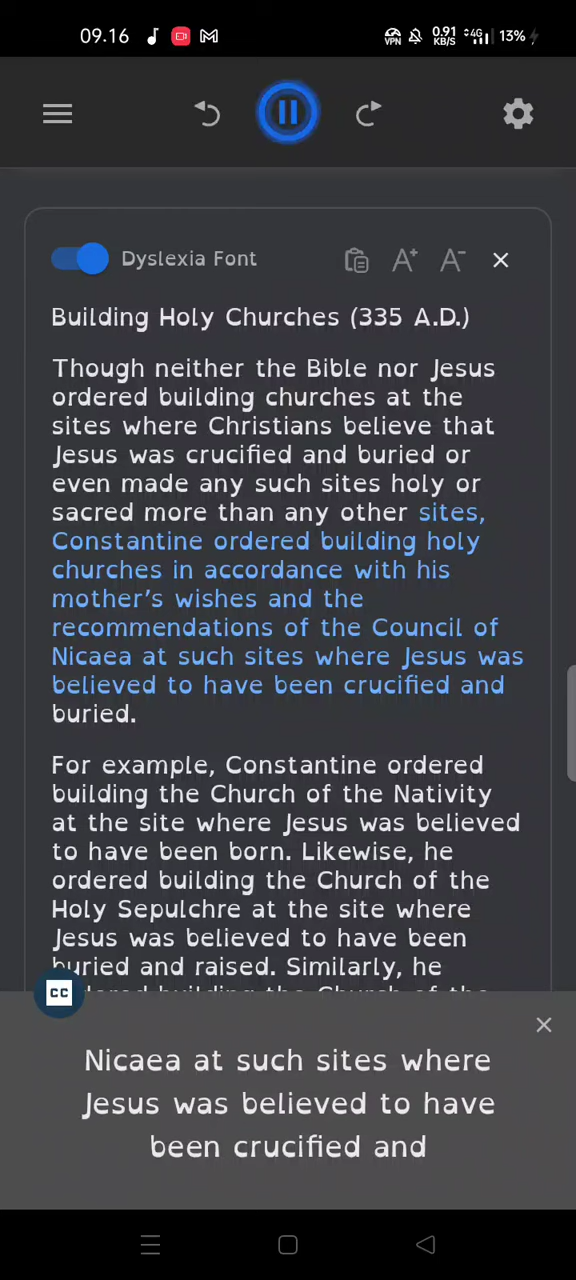 09.16
VPN
0.91
KB/S
4G
13%
Dyslexia Font
A+
A-
Building Holy Churches (335 A.D.)
Though neither the Bible nor Jesus
ordered building churches at the
sites where Christians believe that
Jesus was crucified and buried or
even made any such sites holy or
sacred more than any other sites,
Constantine ordered building holy
churches in accordance with his
mother’s wishes and the
recommendations of the Council of
Nicaea at such sites where Jesus was
believed to have been crucified and
buried.
For example, Constantine ordered
building the Church of the Nativity
at the site where Jesus was believed
to have been born. Likewise, he
ordered building the Church of the
Holy Sepulchre at the site where
Jesus was believed to have been
buried and raised. Similarly, he
ordered building the Church of the
CC
Nicaea at such sites where
Jesus was believed to have
been crucified and